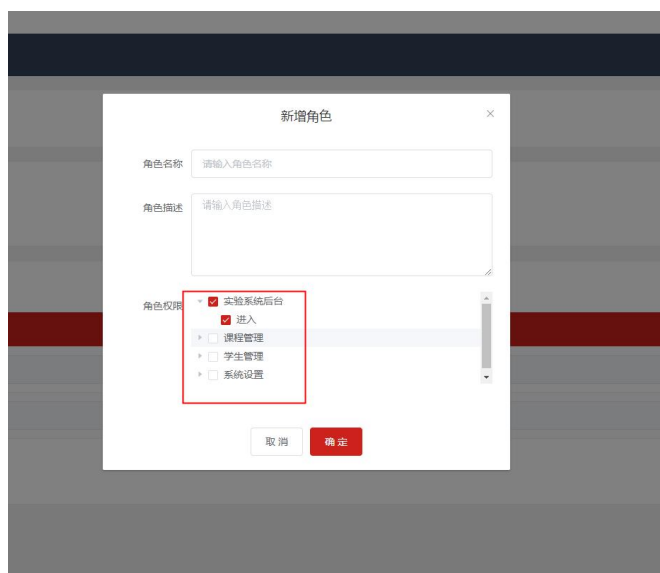 新增角色
角色名称 请输入角色名称
角色描述 请输入角色描述
角色权限 实验系统后台
进入
课程管理
学生管理
系统设置
取消 确定